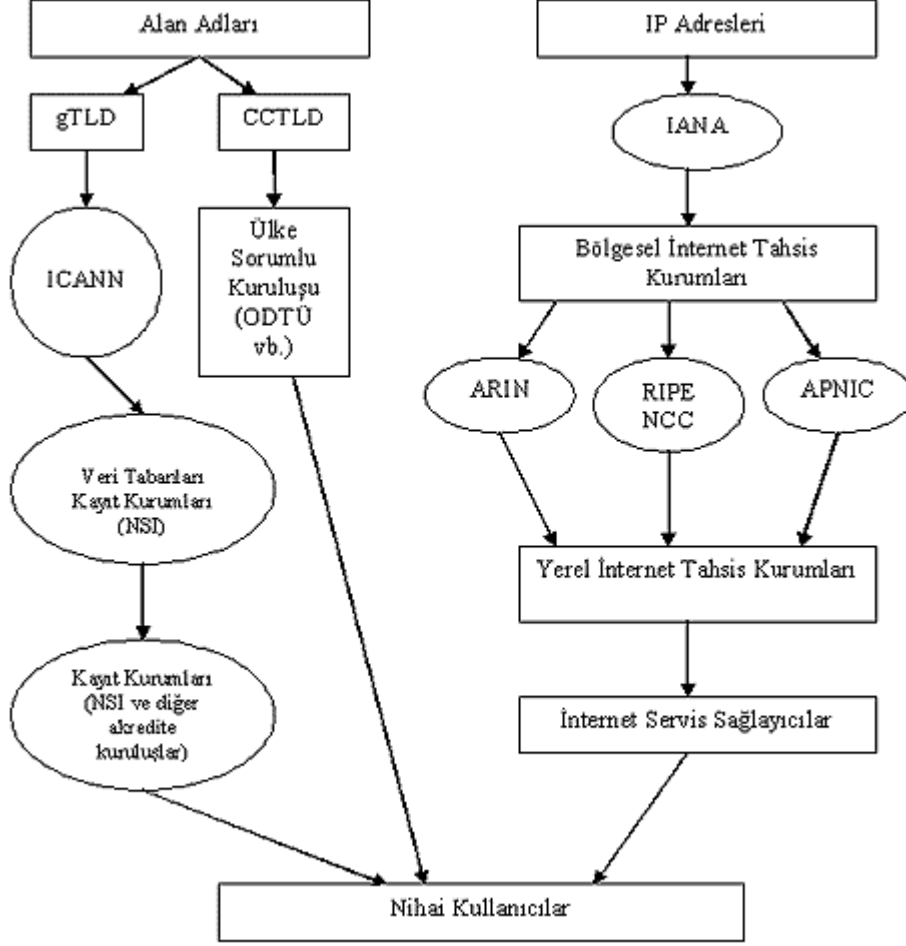 Alan Adları
IP Adresleri
gTLD
CCTLD
IANA
ICANN
Ülke
Sorumlu
Kuruluşu
(ODTÜ
vb.)
Bölgesel İnternet Tahsis
Kurumları
ARIN
RIPE
NCC
APNIC
Veri Tabanları
Kayıt Kurumları
(NSI)
Yerel İnternet Tahsis Kurumları
Kayıt Kurumları
(NSI ve diğer
akredite
kuruluşlar)
İnternet Servis Sağlayıcılar
Nihai Kullanıcılar